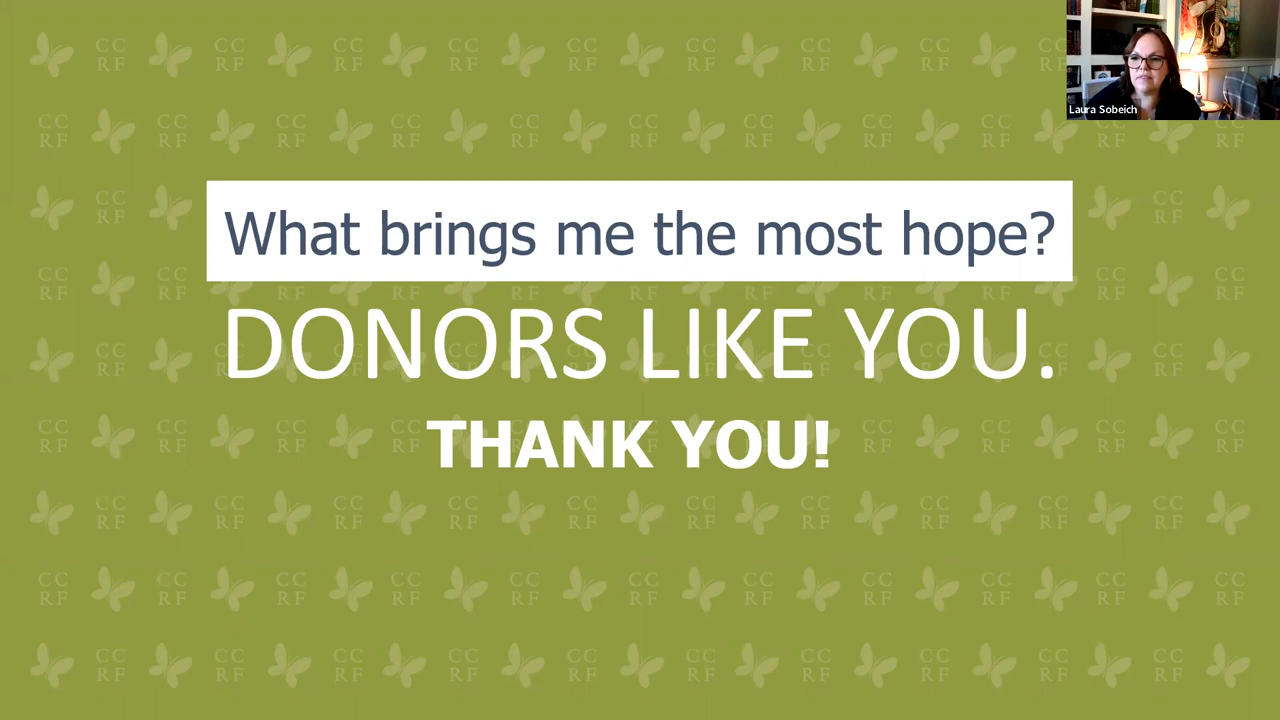 Laura Sobeich
What brings me the most hope?
DONORS LIKE YOU.
THANK YOU!
CC
RF